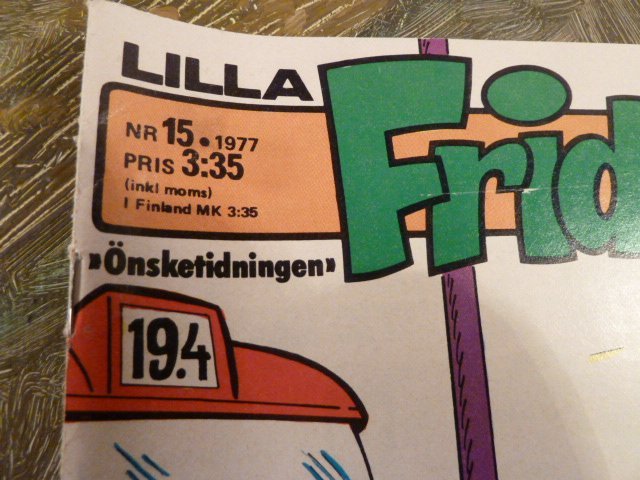 LILLA
Frid
NR 15. 1977
PRIS 3:35
(inkl moms)
I Finland MK 3:35
»Önsketidningen»
19.4